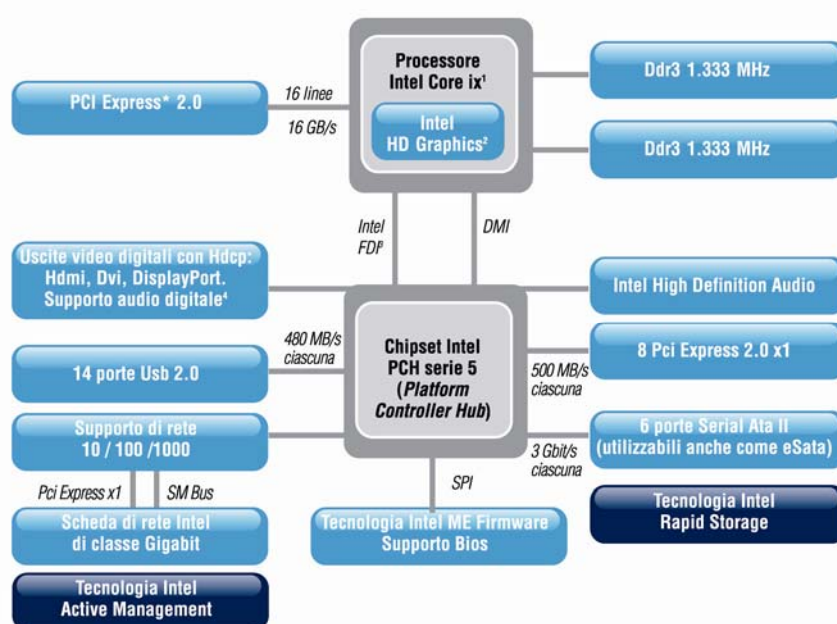 Processore
Intel Core ix¹
Intel
HD Graphics²
PCI Express* 2.0
16 linee
16 GB/s
Ddr3 1.333 MHz
Ddr3 1.333 MHz
Intel
FDI³
DMI
Uscite video digitali con Hdcp:
Hdmi, Dvi, DisplayPort.
Supporto audio digitale⁴
Intel High Definition Audio
480 MB/s
ciascuna
14 porte Usb 2.0
Chipset Intel
PCH serie 5
(Platform
Controller Hub)
8 Pci Express 2.0 x1
500 MB/s
ciascuna
Supporto di rete
10 / 100 /1000
6 porte Serial Ata II
(utilizzabili anche come eSata)
3 Gbit/s
ciascuna
Pci Express x1
SM Bus
SPI
Scheda di rete Intel
di classe Gigabit
Tecnologia Intel ME Firmware
Supporto Bios
Tecnologia Intel
Rapid Storage
Tecnologia Intel
Active Management